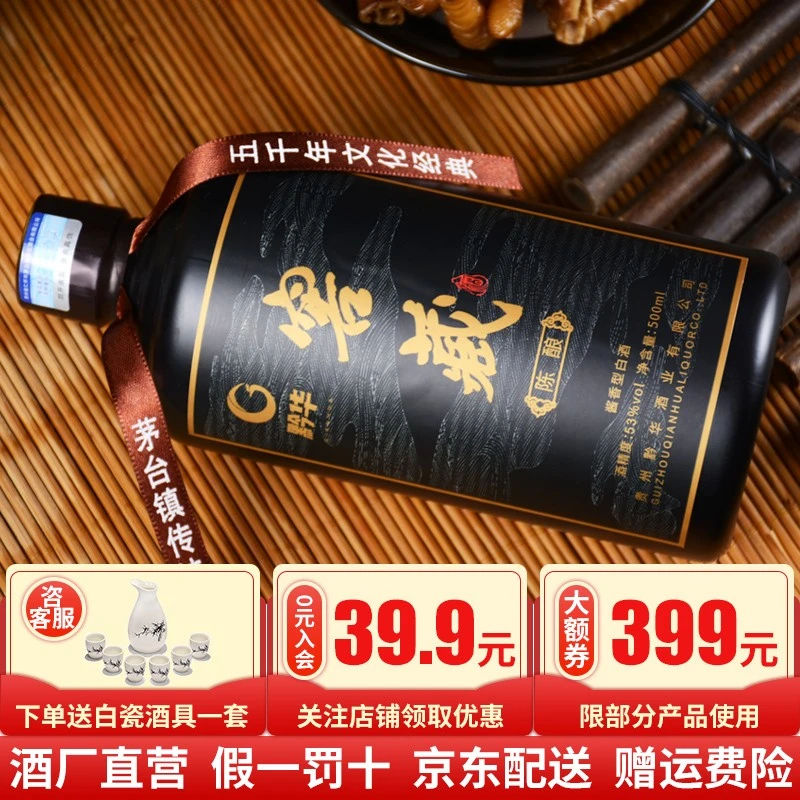 五千年文化经典
茅台镇传
窖藏
酒
陈酿
黔华
酱香型白酒
酒精度:53%vol 净含量:500ml
贵州黔华酒业有限公司
GUIZHOUQIANHUALIQUORCO.,LTD
咨客服
下单送白瓷酒具一套
0元入会
39.9元
关注店铺领取优惠
大额券
399元
限部分产品使用
酒厂直营 假一罚十 京东配送 赠运费险